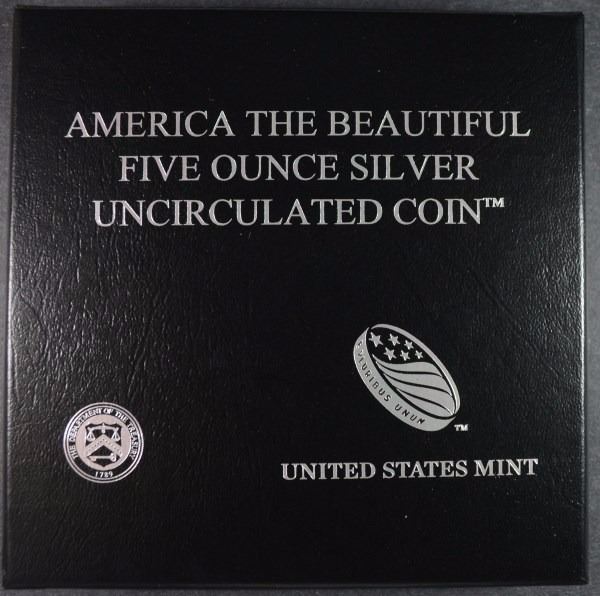 AMERICA THE BEAUTIFUL
FIVE OUNCE SILVER
UNCIRCULATED COIN™
E PLURIBUS UNUM
™
THE DEPARTMENT OF THE TREASURY
1789
UNITED STATES MINT